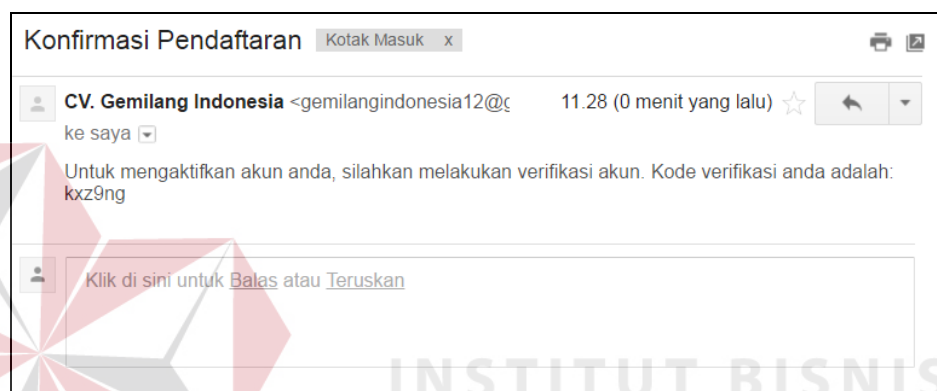 Konfirmasi Pendaftaran Kotak Masuk x
CV. Gemilang Indonesia <gemilangindonesia12@g 11.28 (0 menit yang lalu)
ke saya
Untuk mengaktifkan akun anda, silahkan melakukan verifikasi akun. Kode verifikasi anda adalah:
kxz9ng
Klik di sini untuk Balas atau Teruskan
INSTITUT BISNIS